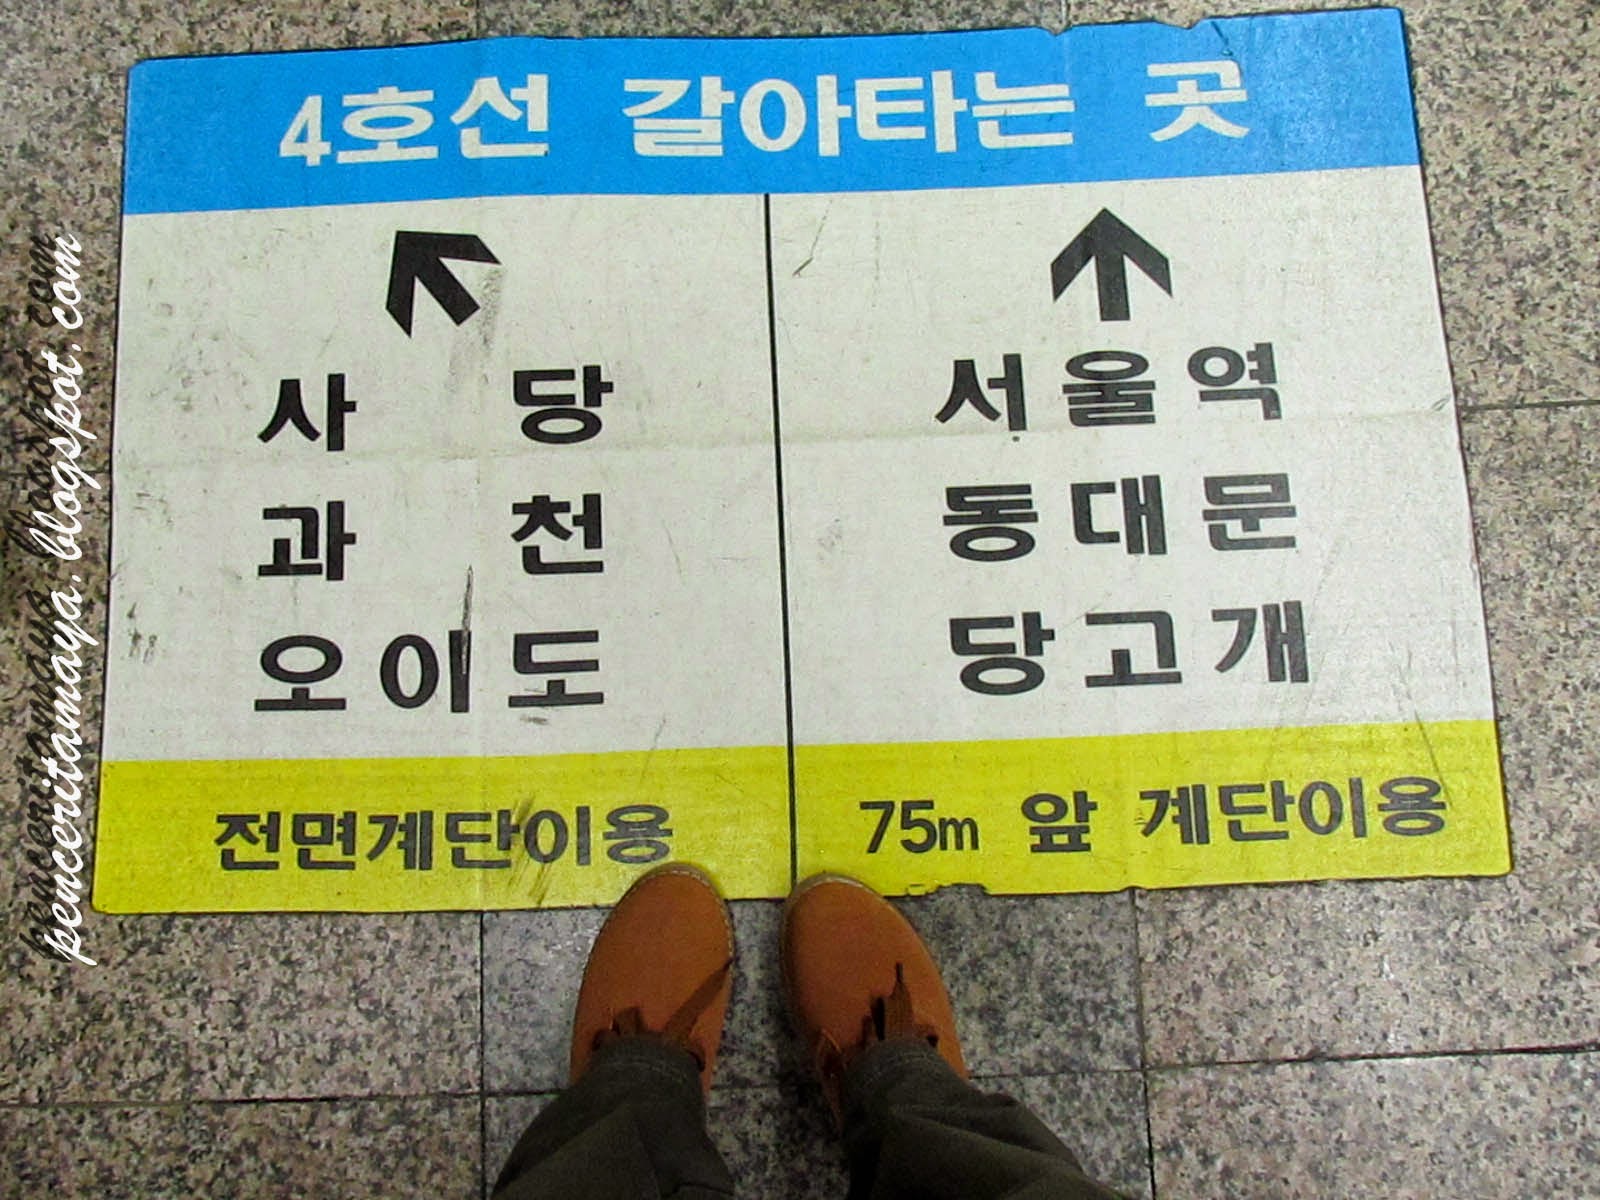 4호선 갈아타는 곳
사당
과천
오이도
전면계단이용
서울역
동대문
당고개
75m 앞 계단이용
penceritamaya.blogspot.com